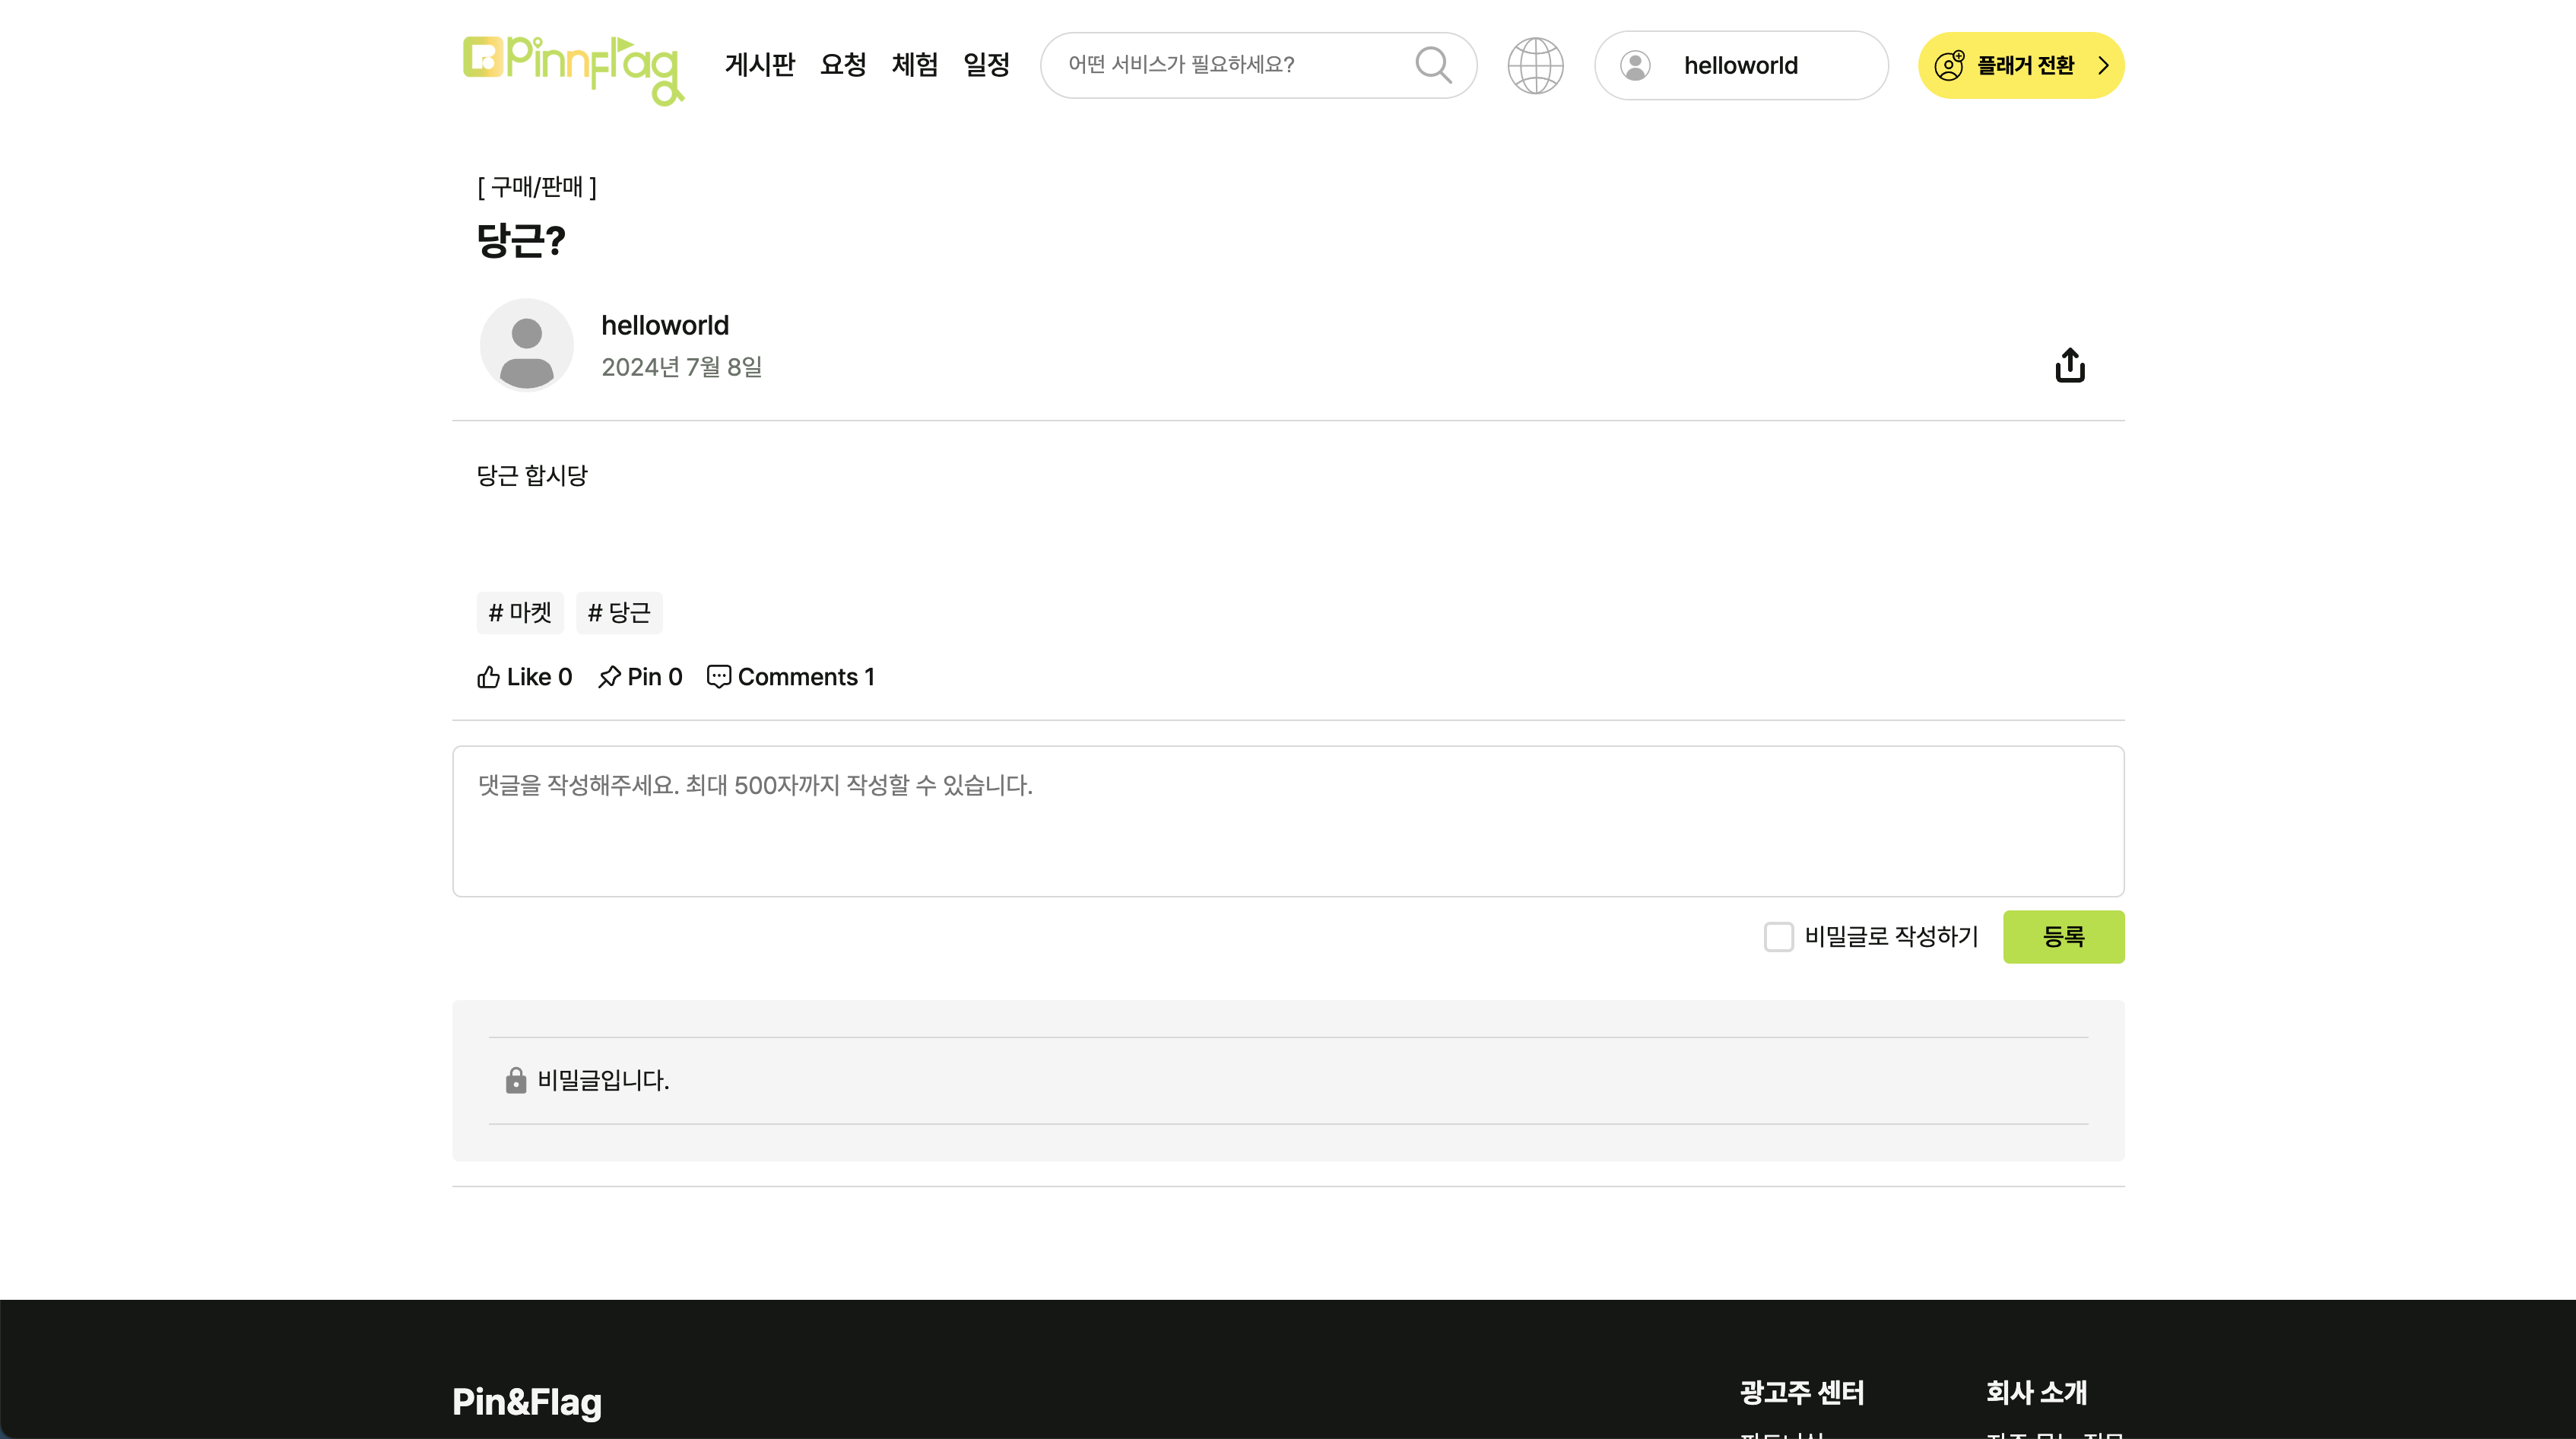 Pinnflag
게시판 요청 체험 일정
어떤 서비스가 필요하세요?
helloworld
플래거 전환
[ 구매/판매 ]
당근?
helloworld
2024년 7월 8일
당근 합시당
# 마켓 # 당근
Like 0 Pin 0 Comments 1
댓글을 작성해주세요. 최대 500자까지 작성할 수 있습니다.
비밀글로 작성하기 등록
비밀글입니다.
Pin&Flag
광고주 센터 회사 소개